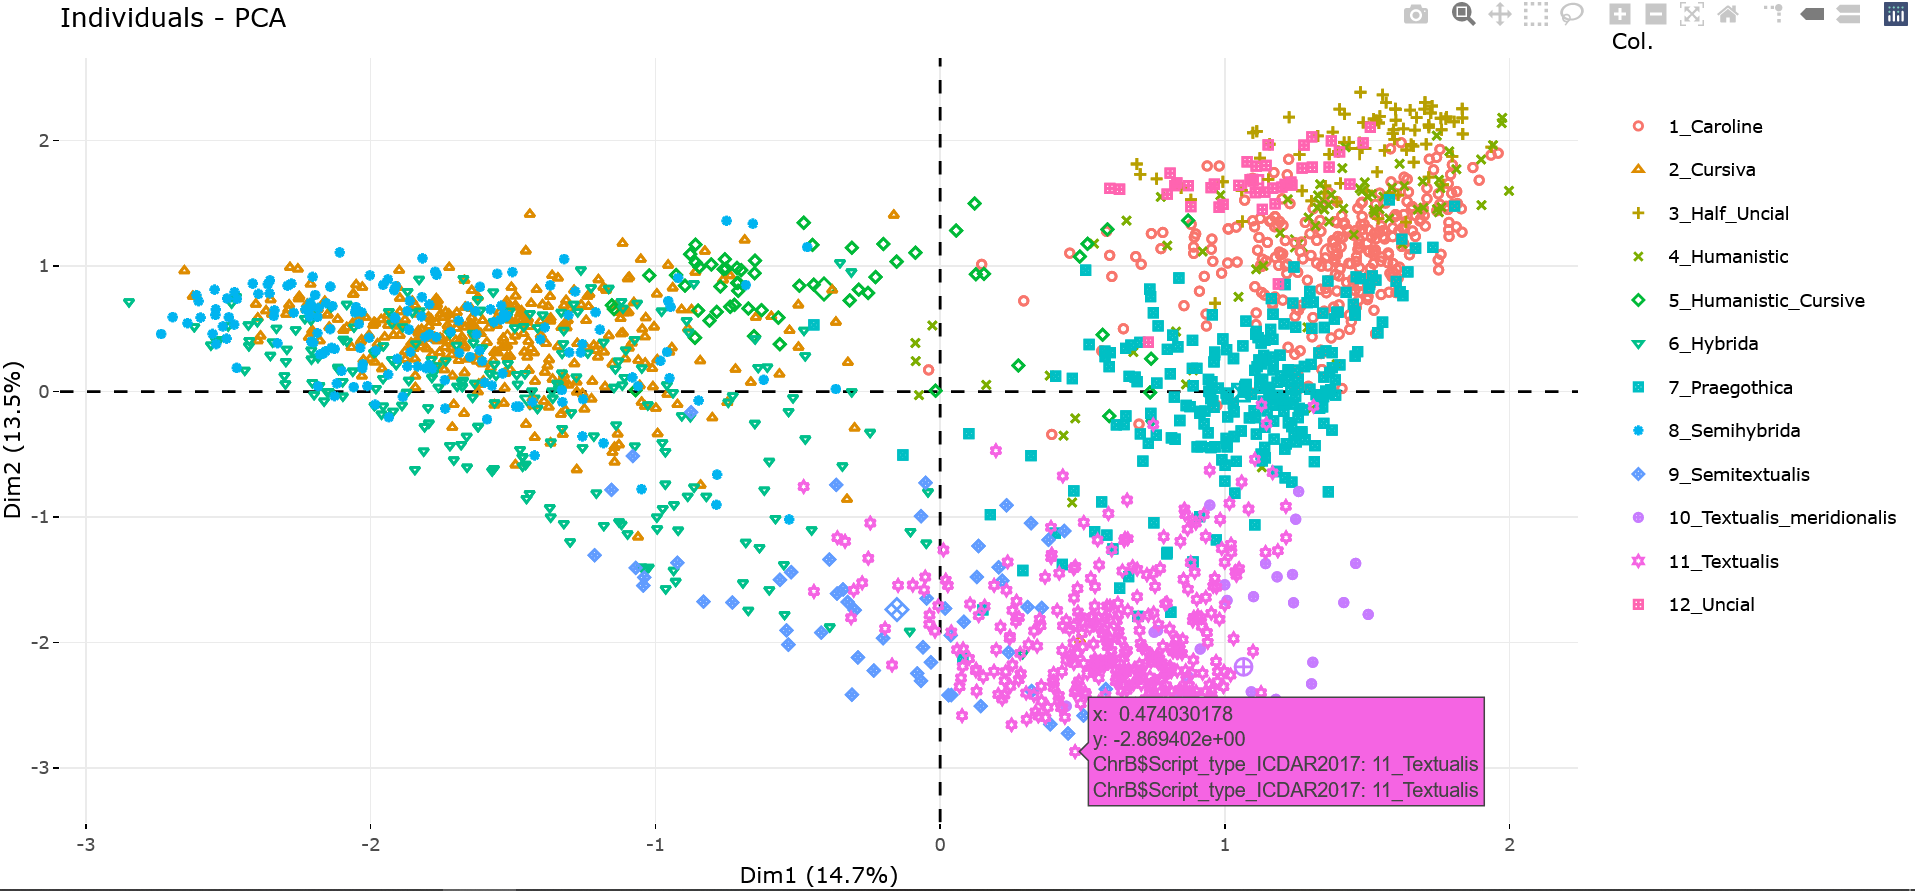 Individuals - PCA
Col.
1_Caroline
2_Cursiva
3_Half_Uncial
4_Humanistic
5_Humanistic_Cursive
6_Hybrida
7_Praegothica
8_Semihybrida
9_Semitextualis
10_Textualis_meridionalis
11_Textualis
12_Uncial
Dim2 (13.5%)
2
1
0
-1
-2
-3
x: 0.474030178
y: -2.869402e+00
ChrB$Script_type_ICDAR2017: 11_Textualis
ChrB$Script_type_ICDAR2017: 11_Textualis
-3 -2 -1 0 1 2
Dim1 (14.7%)